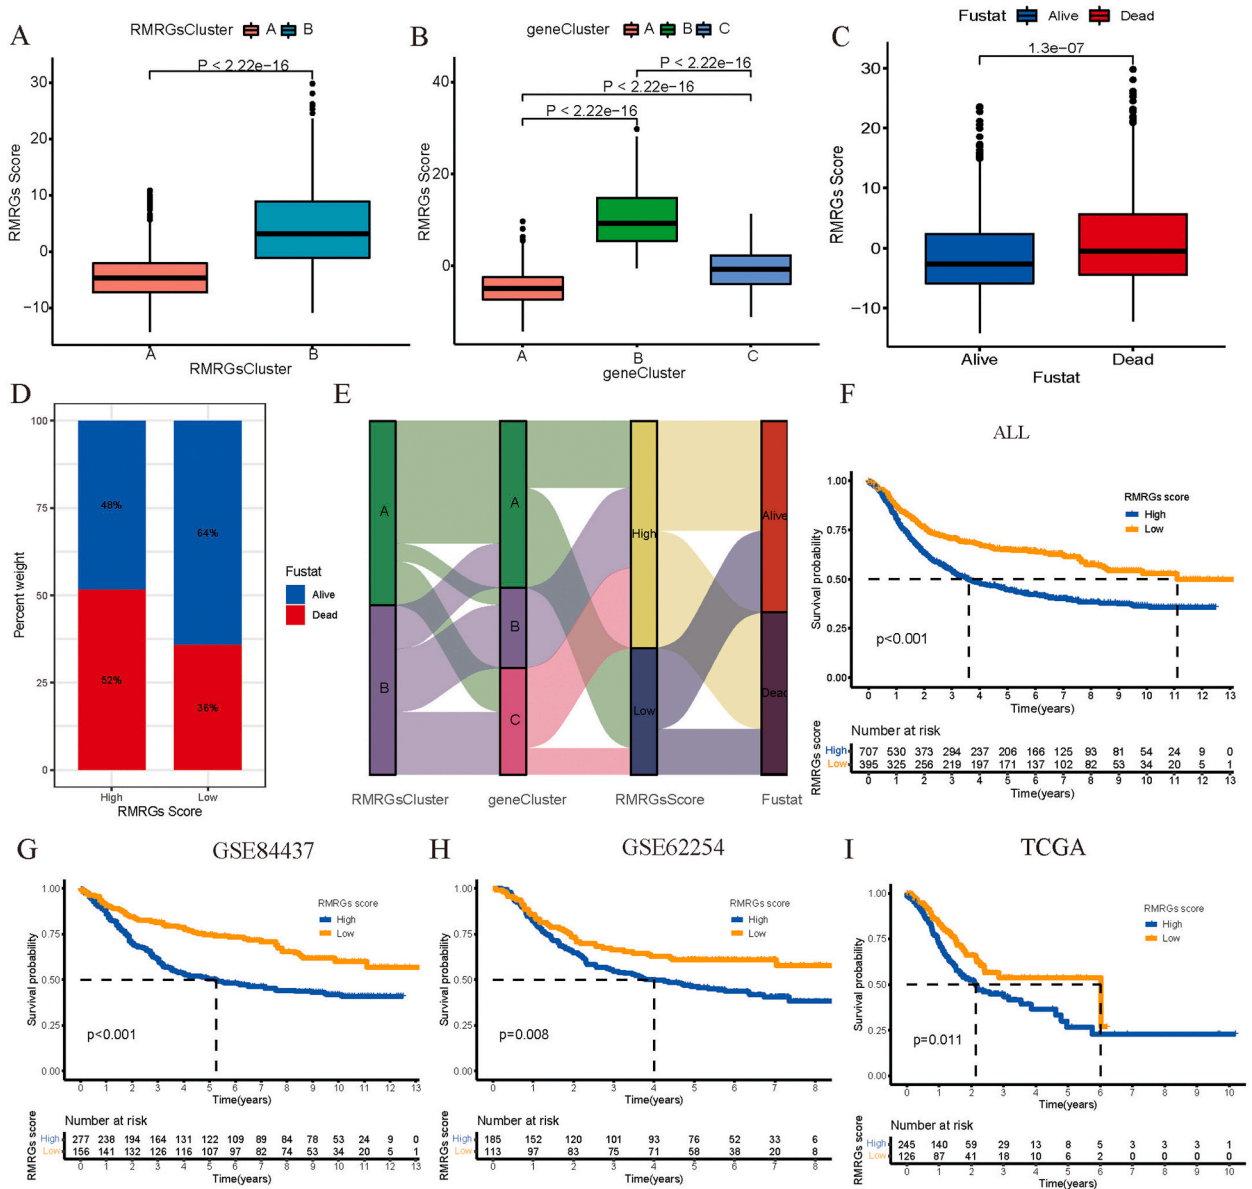 A
RMRGsCluster A B
P < 2.22e−16
RMRGs Score
30
20
10
0
−10
A B
RMRGsCluster
B
geneCluster A B C
P < 2.22e−16
P < 2.22e−16
P < 2.22e−16
RMRGs Score
40
20
0
A B C
geneCluster
C
Fustat Alive Dead
1.3e−07
RMRGs Score
30
20
10
0
−10
Alive Dead
Fustat
D
Percent weight
100
75
50
25
0
48%
64%
52%
36%
Fustat
Alive
Dead
High Low
RMRGs Score
E
A
B
A
B
C
High
Low
Alive
Dead
RMRGsCluster geneCluster RMRGsScore Fustat
F
ALL
RMRGs score
High
Low
Survival probability
1.00
0.75
0.50
0.25
0.00
p<0.001
0 1 2 3 4 5 6 7 8 9 10 11 12 13
Time(years)
Number at risk
RMRGs score
High 707 530 373 294 237 206 166 125 93 81 54 24 9 0
Low 395 325 256 219 197 171 137 102 82 53 34 20 5 1
0 1 2 3 4 5 6 7 8 9 10 11 12 13
Time(years)
G
GSE84437
RMRGs score
High
Low
Survival probability
1.00
0.75
0.50
0.25
0.00
p<0.001
0 1 2 3 4 5 6 7 8 9 10 11 12 13
Time(years)
Number at risk
RMRGs score
High 277 238 194 164 131 122 109 89 84 78 53 24 9 0
Low 156 141 132 126 116 107 97 82 74 53 34 20 5 1
0 1 2 3 4 5 6 7 8 9 10 11 12 13
Time(years)
H
GSE62254
RMRGs score
High
Low
Survival probability
1.00
0.75
0.50
0.25
0.00
p=0.008
0 1 2 3 4 5 6 7 8
Time(years)
Number at risk
RMRGs score
High 185 152 120 101 93 76 52 33 6
Low 113 97 83 75 71 58 38 20 8
0 1 2 3 4 5 6 7 8
Time(years)
I
TCGA
RMRGs score
High
Low
Survival probability
1.00
0.75
0.50
0.25
0.00
p=0.011
0 1 2 3 4 5 6 7 8 9 10
Time(years)
Number at risk
RMRGs score
High 245 140 59 29 13 8 5 3 3 3 1
Low 126 87 41 18 10 6 2 0 0 0 0
0 1 2 3 4 5 6 7 8 9 10
Time(years)